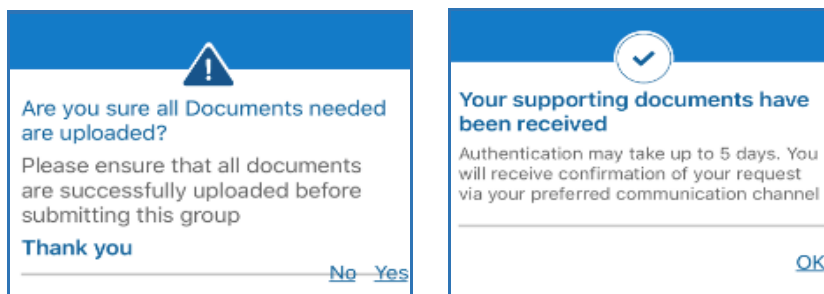 Are you sure all Documents needed
are uploaded?
Please ensure that all documents
are successfully uploaded before
submitting this group
Thank you
No Yes
Your supporting documents have
been received
Authentication may take up to 5 days. You
will receive confirmation of your request
via your preferred communication channel
OK